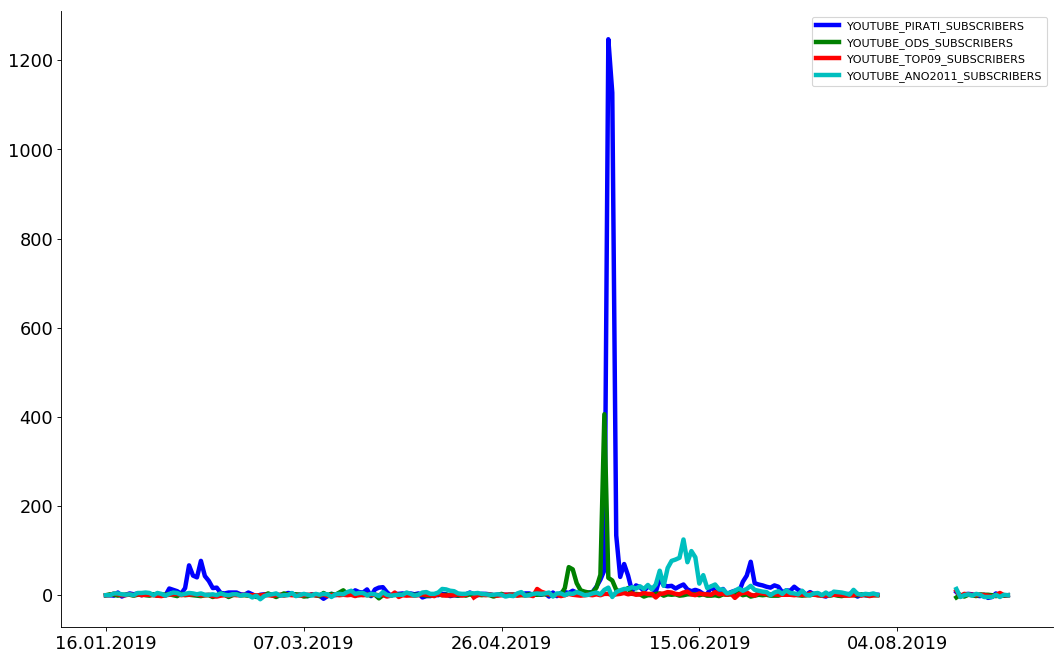 YOUTUBE_PIRATI_SUBSCRIBERS
YOUTUBE_ODS_SUBSCRIBERS
YOUTUBE_TOP09_SUBSCRIBERS
YOUTUBE_ANO2011_SUBSCRIBERS
1200
1000
800
600
400
200
0
16.01.2019 07.03.2019 26.04.2019 15.06.2019 04.08.2019